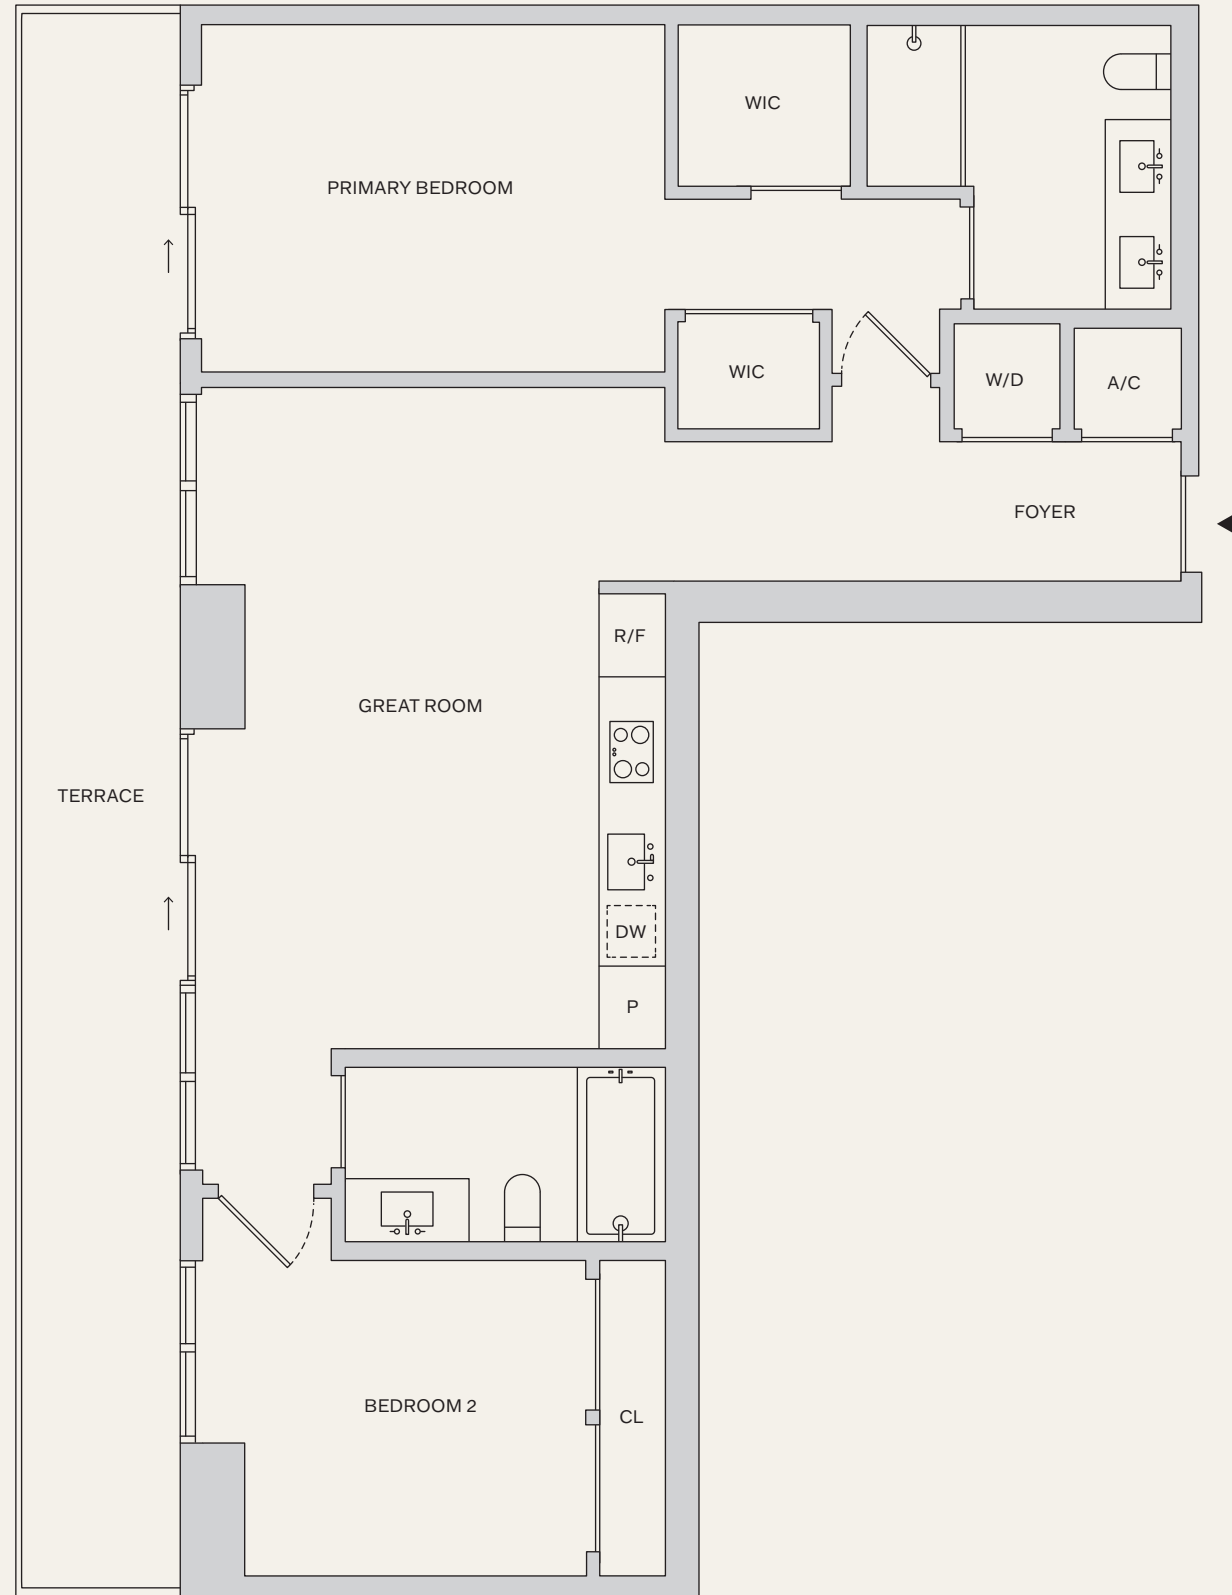 WIC
PRIMARY BEDROOM
WIC
W/D
A/C
FOYER
R/F
GREAT ROOM
TERRACE
DW
P
BEDROOM 2
CL